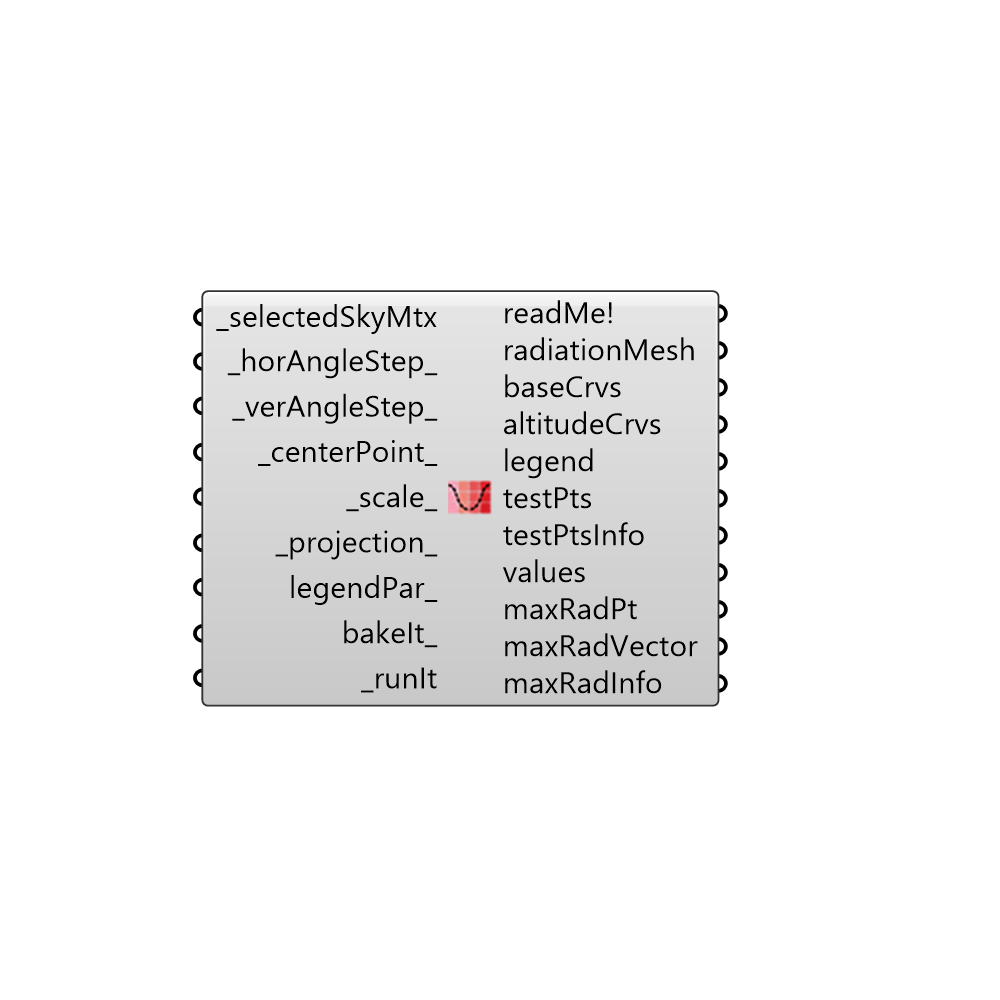 _selectedSkyMtx
_horAngleStep_
_verAngleStep_
_centerPoint_
_scale_
_projection_
legendPar_
bakeIt_
_runIt
readMe!
radiationMesh
baseCrvs
altitudeCrvs
legend
testPts
testPtsInfo
values
maxRadPt
maxRadVector
maxRadInfo